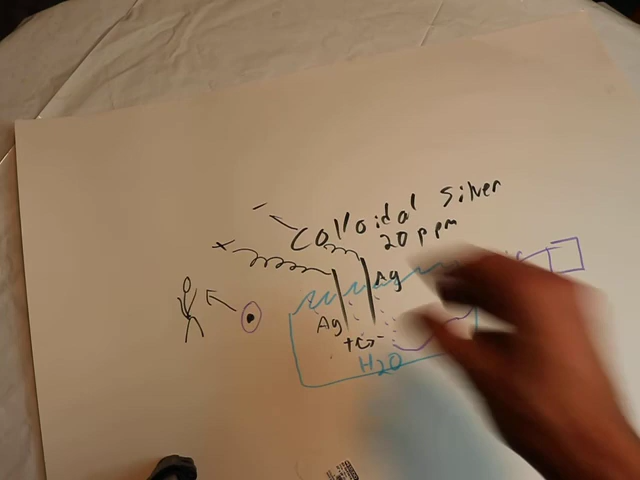 Colloidal Silver
20 ppm
-
+
Ag
Ag
+ -
H2O